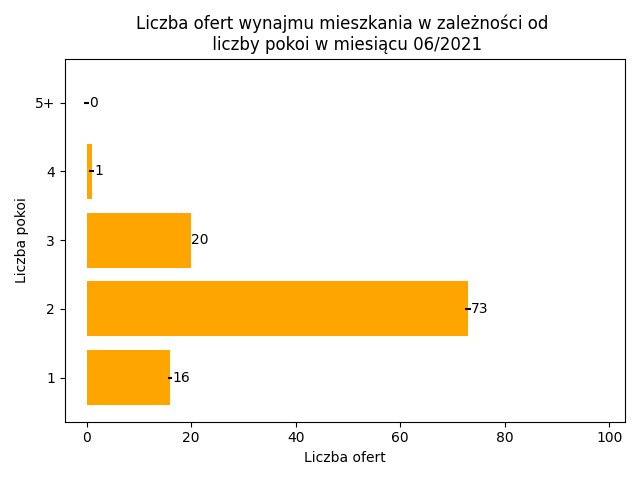 Liczba ofert wynajmu mieszkania w zależności od
liczby pokoi w miesiącu 06/2021
5+
0
4
1
3
20
2
73
1
16
Liczba pokoi
0 20 40 60 80 100
Liczba ofert